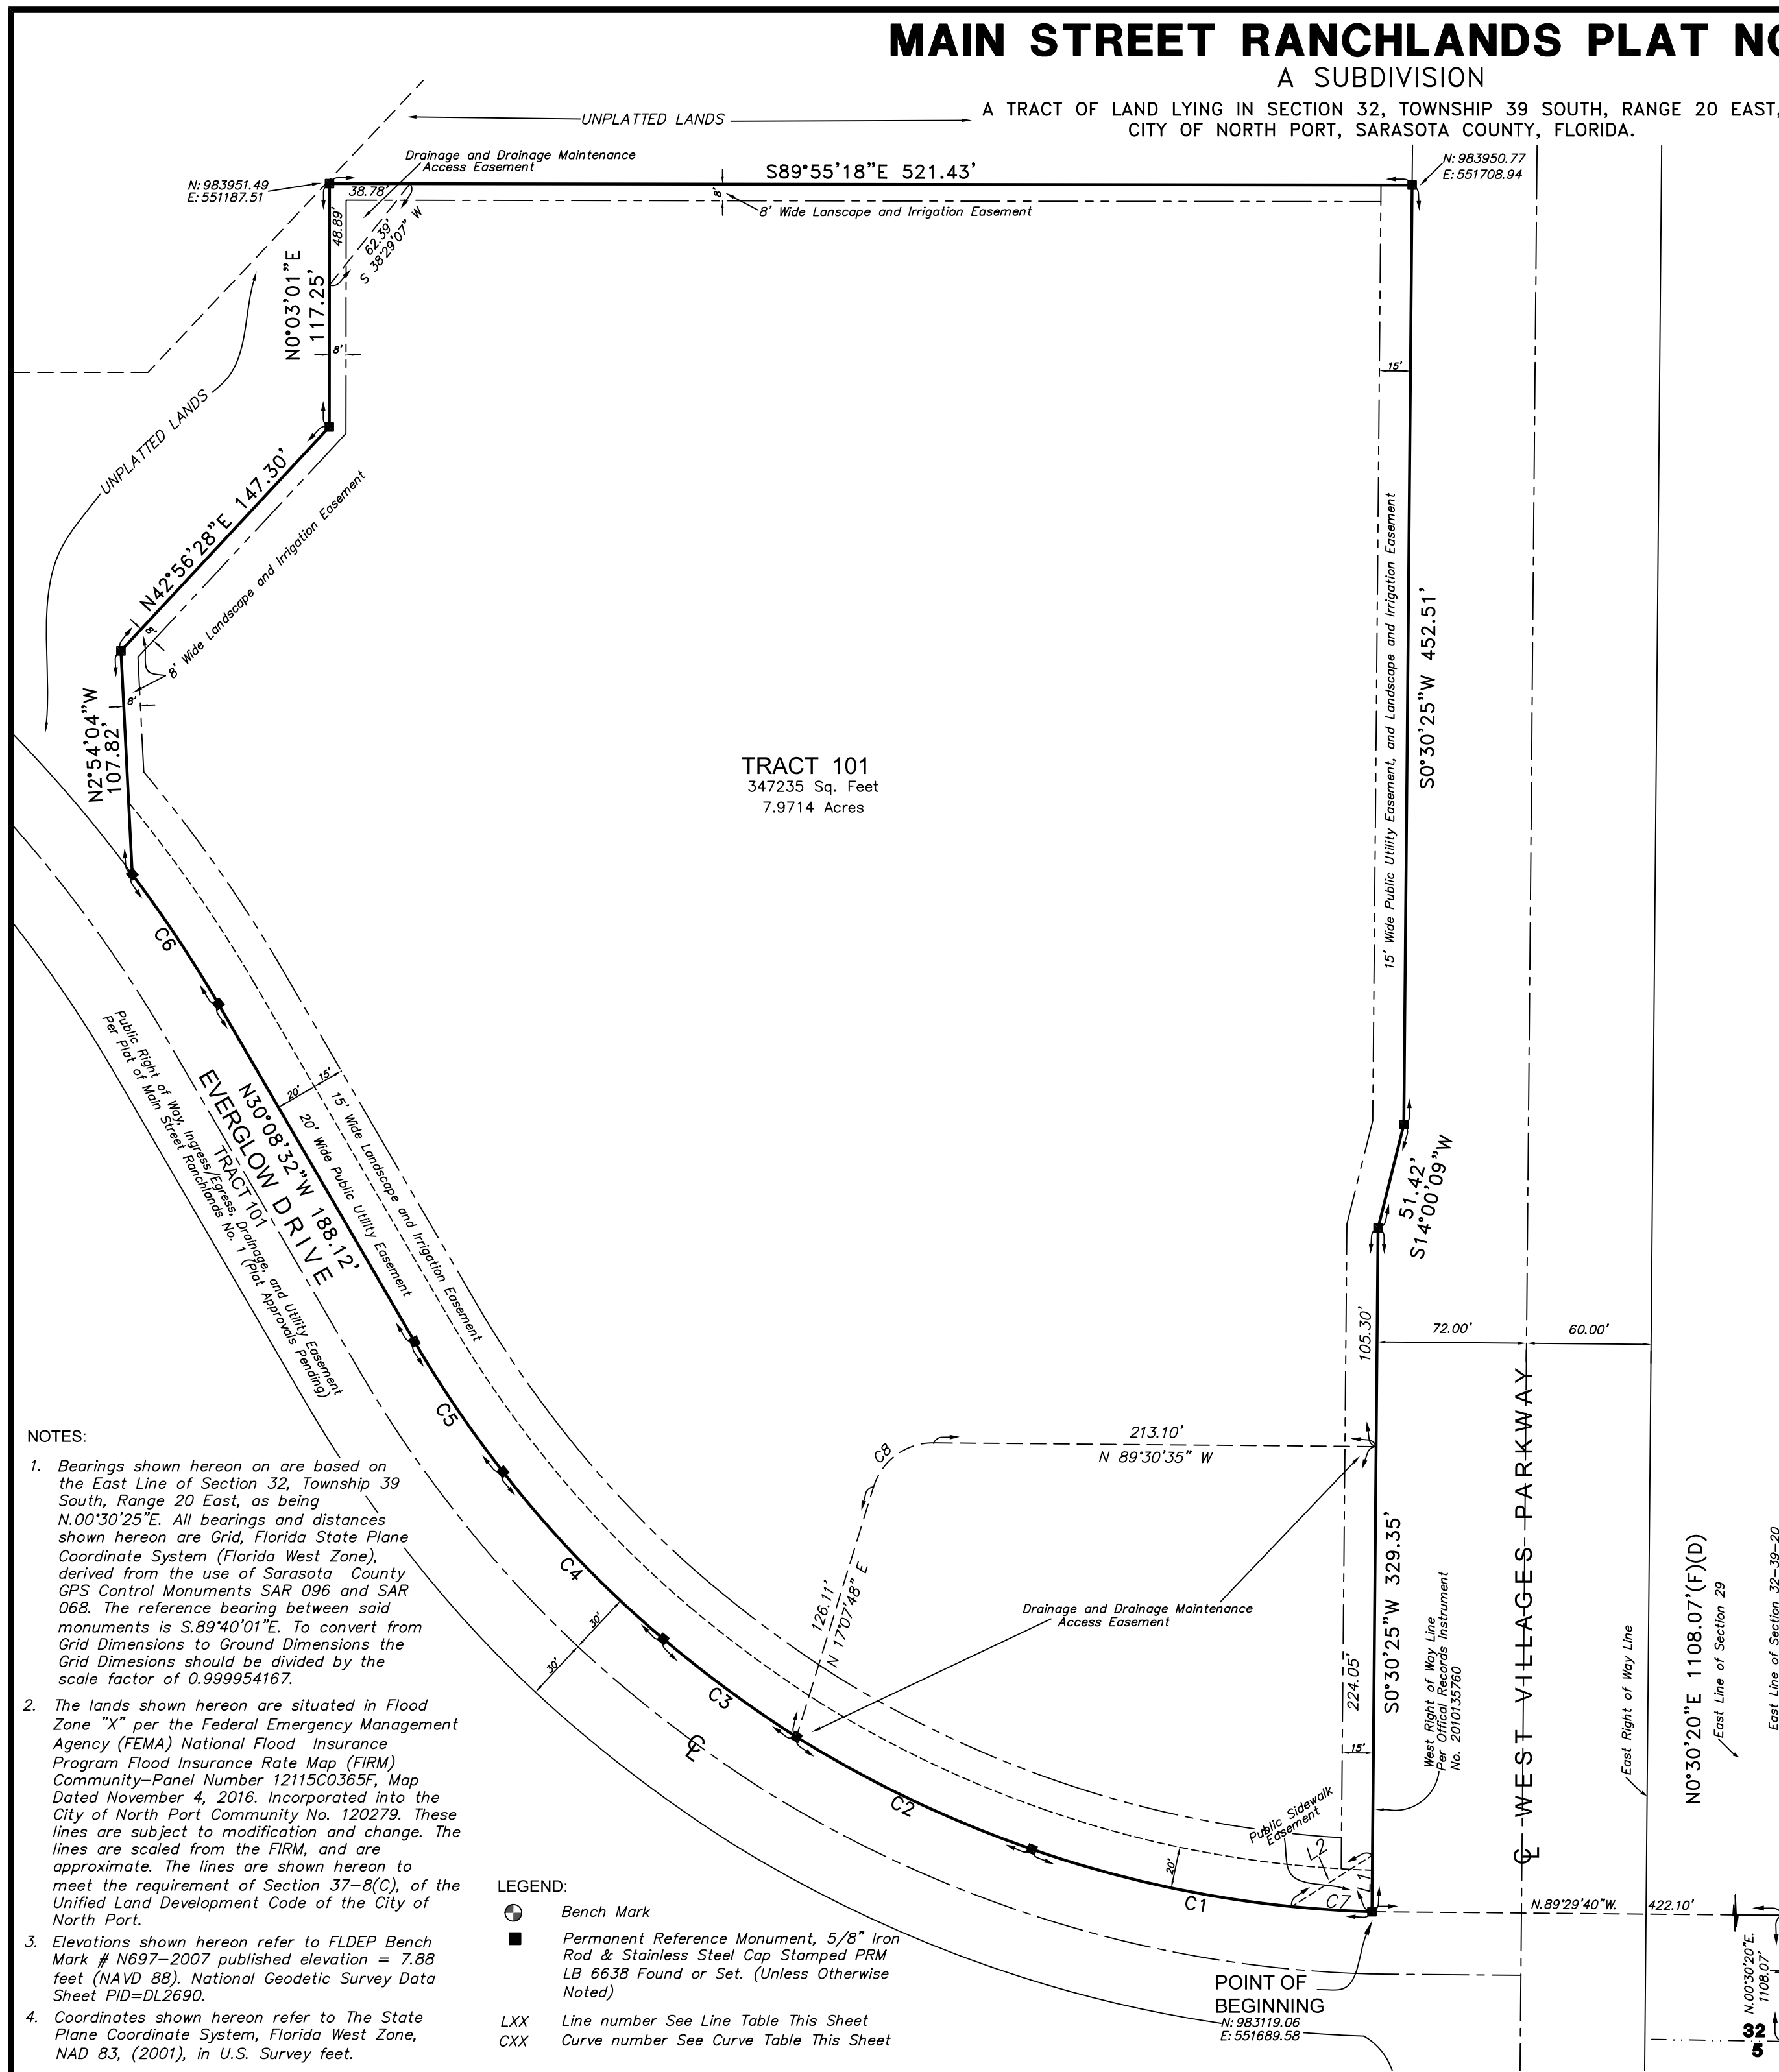 MAIN STREET RANCHLANDS PLAT
A SUBDIVISION
A TRACT OF LAND LYING IN SECTION 32, TOWNSHIP 39 SOUTH, RANGE 20 EAST,
CITY OF NORTH PORT, SARASOTA COUNTY, FLORIDA.
UNPLATTED LANDS
Drainage and Drainage Maintenance
Access Easement
S89°55'18"E 521.43'
N: 983950.77
E: 551708.94
N: 983951.49
E: 551187.51
38.78'
8'
8' Wide Lanscape and Irrigation Easement
48.89'
62.39'
S 38°29'07" W
N0°03'01"E
117.25'
8'
15'
UNPLATTED LANDS
N42°56'28"E 147.30'
8' Wide Landscape and Irrigation Easement
8'
8'
N2°54'04"W
107.82'
15' Wide Public Utility Easement, and Landscape and Irrigation Easement
S0°30'25"W 452.51'
TRACT 101
347235 Sq. Feet
7.9714 Acres
C6
Public Right of Way, Ingress/Egress, Drainage, and Utility Easement
Per Plat of Main Street Ranchlands No. 1 (Plat Approvals Pending)
TRACT 101
EVERGLOW DRIVE
N30°08'32"W 188.12'
20'
15'
20' Wide Public Utility Easement
15' Wide Landscape and Irrigation Easement
51.42'
S14°00'09"W
105.30'
72.00'
60.00'
C5
C8
213.10'
N 89°30'35" W
C4
126.11'
N 17°07'48" E
Drainage and Drainage Maintenance
Access Easement
S0°30'25"W 329.35'
224.05'
West Right of Way Line
Per Offical Records Instrument
No. 2010135760
WEST VILLAGES PARKWAY
East Right of Way Line
N0°30'20"E 1108.07'(F)(D)
East Line of Section 29
East Line of Section 32-39-20
30'
30'
C3
C2
15'
Public Sidewalk
Easement
L2
20'
C1
C7
N.89°29'40"W.
422.10'
N.00°30'20"E.
1108.07'
POINT OF
BEGINNING
N: 983119.06
E: 551689.58
32
5
NOTES:
1. Bearings shown hereon on are based on
the East Line of Section 32, Township 39
South, Range 20 East, as being
N.00°30'25"E. All bearings and distances
shown hereon are Grid, Florida State Plane
Coordinate System (Florida West Zone),
derived from the use of Sarasota County
GPS Control Monuments SAR 096 and SAR
068. The reference bearing between said
monuments is S.89°40'01"E. To convert from
Grid Dimensions to Ground Dimensions the
Grid Dimesions should be divided by the
scale factor of 0.999954167.
2. The lands shown hereon are situated in Flood
Zone "X" per the Federal Emergency Management
Agency (FEMA) National Flood Insurance
Program Flood Insurance Rate Map (FIRM)
Community-Panel Number 12115C0365F, Map
Dated November 4, 2016. Incorporated into the
City of North Port Community No. 120279. These
lines are subject to modification and change. The
lines are scaled from the FIRM, and are
approximate. The lines are shown hereon to
meet the requirement of Section 37-8(C), of the
Unified Land Development Code of the City of
North Port.
3. Elevations shown hereon refer to FLDEP Bench
Mark # N697-2007 published elevation = 7.88
feet (NAVD 88). National Geodetic Survey Data
Sheet PID=DL2690.
4. Coordinates shown hereon refer to The State
Plane Coordinate System, Florida West Zone,
NAD 83, (2001), in U.S. Survey feet.
LEGEND:
Bench Mark
Permanent Reference Monument, 5/8" Iron
Rod & Stainless Steel Cap Stamped PRM
LB 6638 Found or Set. (Unless Otherwise
Noted)
LXX Line number See Line Table This Sheet
CXX Curve number See Curve Table This Sheet